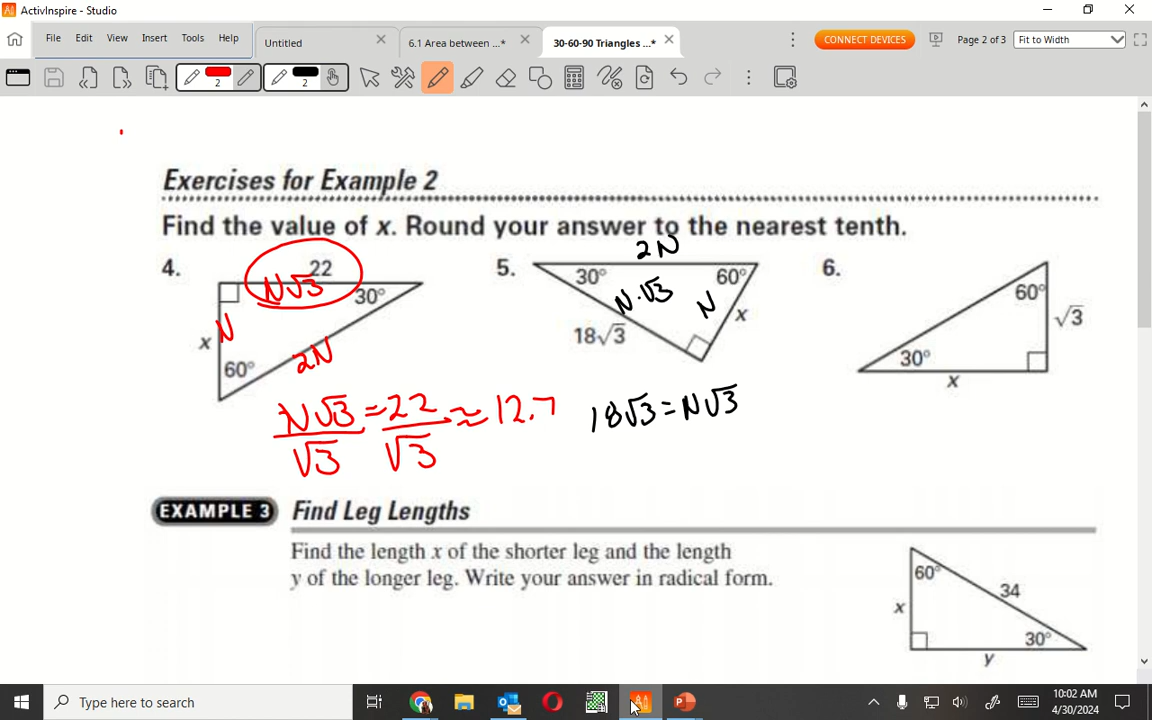 ActivInspire - Studio
File Edit View Insert Tools Help
Untitled
6.1 Area between ...*
30-60-90 Triangles ...*
CONNECT DEVICES
Page 2 of 3
Fit to Width
2
2
Exercises for Example 2
Find the value of x. Round your answer to the nearest tenth.
4.
22
N√3
30°
N
x
60°
2N
N√3 = 22 ≈ 12.7
√3 √3
5.
2N
30°
60°
N·√3
N
x
18√3
18√3 = N√3
6.
60°
√3
30°
x
EXAMPLE 3 Find Leg Lengths
Find the length x of the shorter leg and the length
y of the longer leg. Write your answer in radical form.
60°
34
x
30°
y
Type here to search
10:02 AM
4/30/2024